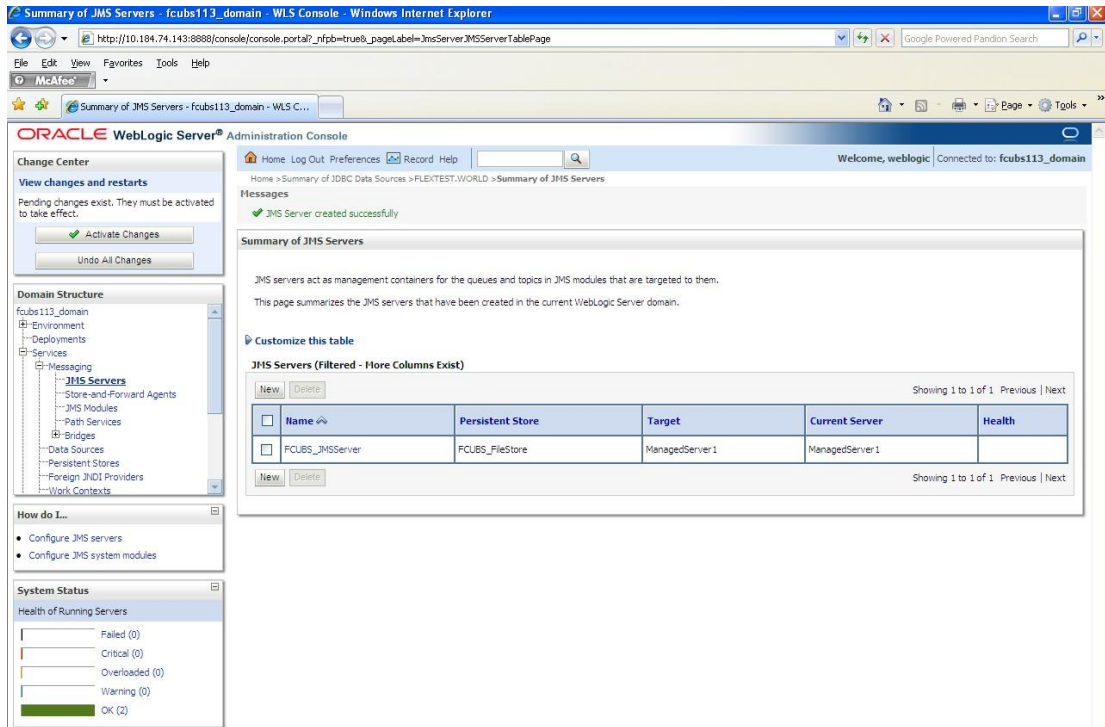 Summary of JMS Servers - fcubs113_domain - WLS Console - Windows Internet Explorer
http://10.184.74.143:8888/console/console.portal?_nfpb=true&_pageLabel=JmsServerJMSServerTablePage
Google Powered Pandion Search
File Edit View Favorites Tools Help
McAfee
Summary of JMS Servers - fcubs113_domain - WLS C...
Page Tools »
ORACLE WebLogic Server® Administration Console
Change Center
View changes and restarts
Pending changes exist. They must be activated
to take effect.
Activate Changes
Undo All Changes
Domain Structure
fcubs113_domain
Environment
Deployments
Services
Messaging
JMS Servers
Store-and-Forward Agents
JMS Modules
Path Services
Bridges
Data Sources
Persistent Stores
Foreign JNDI Providers
Work Contexts
How do I...
Configure JMS servers
Configure JMS system modules
System Status
Health of Running Servers
Failed (0)
Critical (0)
Overloaded (0)
Warning (0)
OK (2)
Home Log Out Preferences Record Help
Welcome, weblogic Connected to: fcubs113_domain
Home >Summary of JDBC Data Sources >FLEXTEST.WORLD >Summary of JMS Servers
Messages
JMS Server created successfully
Summary of JMS Servers
JMS servers act as management containers for the queues and topics in JMS modules that are targeted to them.
This page summarizes the JMS servers that have been created in the current WebLogic Server domain.
Customize this table
JMS Servers (Filtered - More Columns Exist)
New Delete Showing 1 to 1 of 1 Previous | Next
Name Persistent Store Target Current Server Health
FCUBS_JMSServer FCUBS_FileStore ManagedServer1 ManagedServer1
New Delete Showing 1 to 1 of 1 Previous | Next